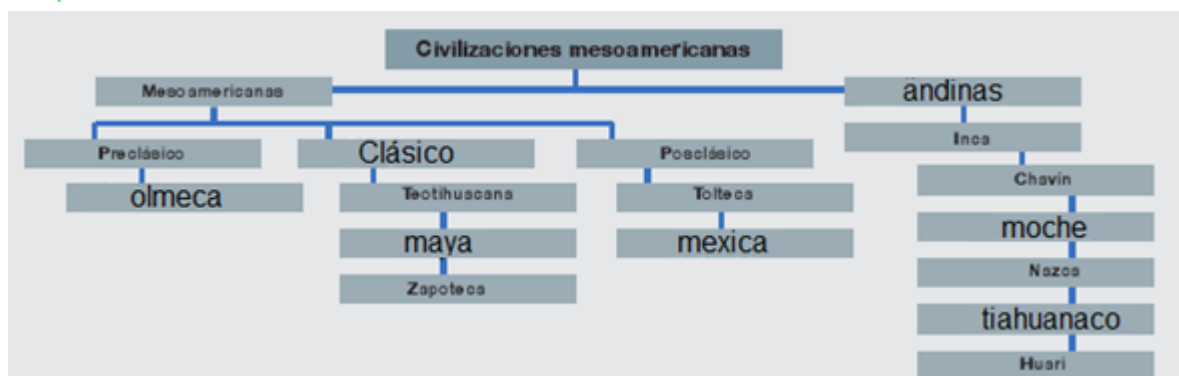 Civilizaciones mesoamericanas
Mesoamericanas
andinas
Inca
Preclásico
Clásico
Posclásico
Chavín
olmeca
Teotihuacana
Tolteca
moche
maya
mexica
Nazca
Zapoteca
tiahuanaco
Huari